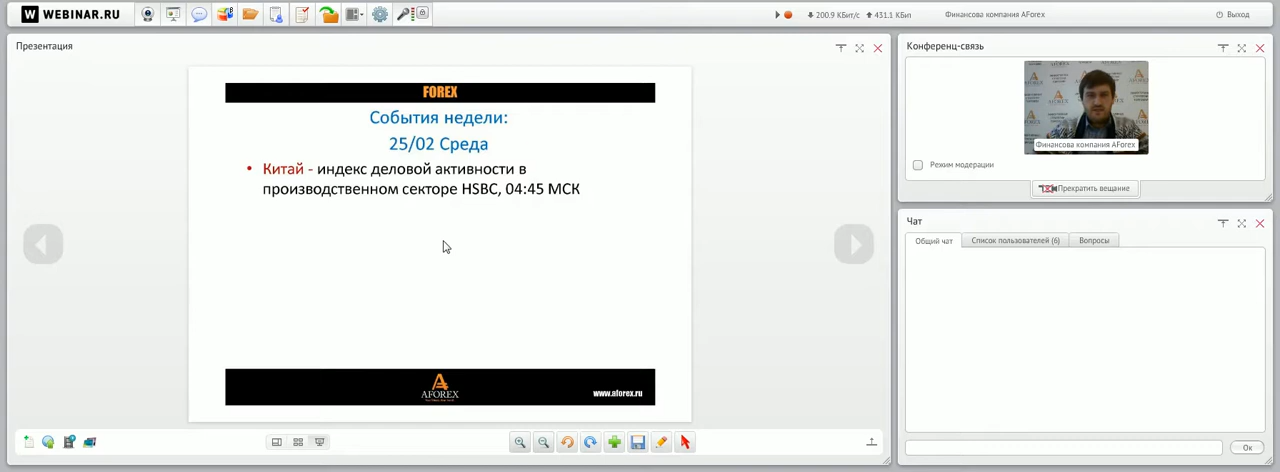 WEBINAR.RU
200.9 КБит/с 431.1 КБит
Финансова компания AForex
Выход
Презентация
FOREX
События недели:
25/02 Среда
• Китай - индекс деловой активности в
производственном секторе HSBC, 04:45 МСК
AFOREX
www.aforex.ru
Конференц-связь
Финансова компания AForex
Режим модерации
Прекратить вещание
Чат
Общий чат
Список пользователей (6)
Вопросы
Ок